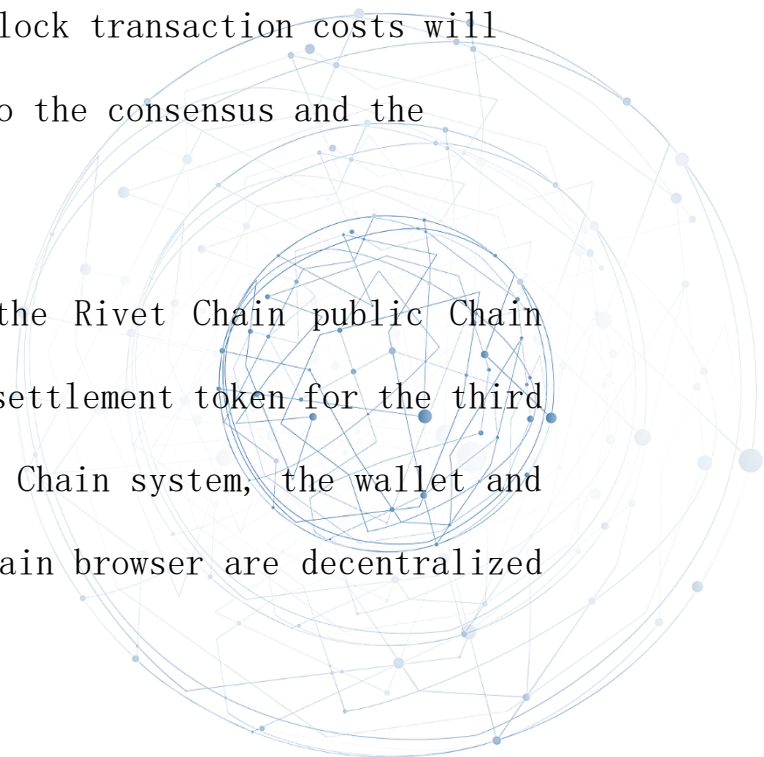 lock transaction costs will
o the consensus and the
the Rivet Chain public Chain
settlement token for the third
Chain system, the wallet and
ain browser are decentralized